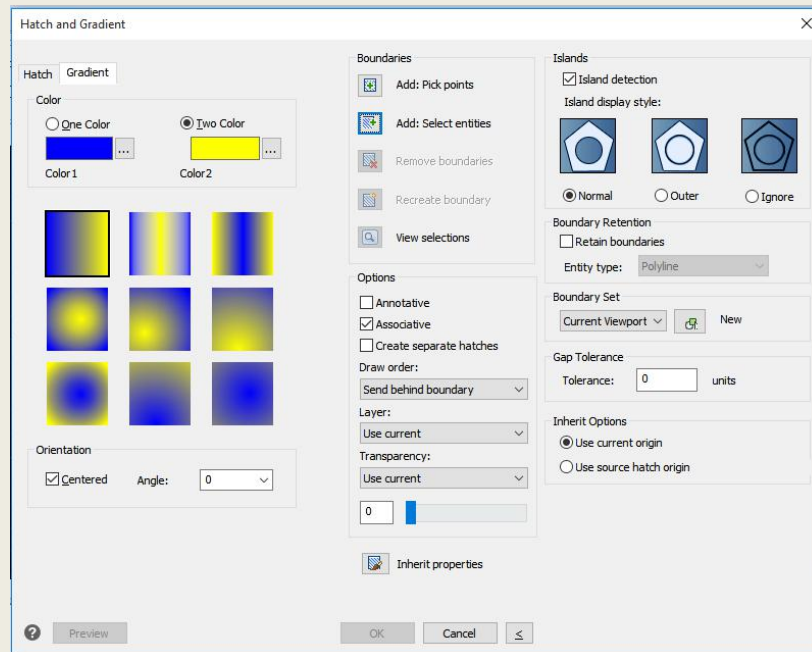 Hatch and Gradient
Hatch
Gradient
Color
One Color
Two Color
...
...
Color1
Color2
Orientation
Centered
Angle:
0
Boundaries
Add: Pick points
Add: Select entities
Remove boundaries
Recreate boundary
View selections
Options
Annotative
Associative
Create separate hatches
Draw order:
Send behind boundary
Layer:
Use current
Transparency:
Use current
0
Inherit properties
Islands
Island detection
Island display style:
Normal
Outer
Ignore
Boundary Retention
Retain boundaries
Entity type:
Polyline
Boundary Set
Current Viewport
New
Gap Tolerance
Tolerance:
0
units
Inherit Options
Use current origin
Use source hatch origin
?
Preview
OK
Cancel
<